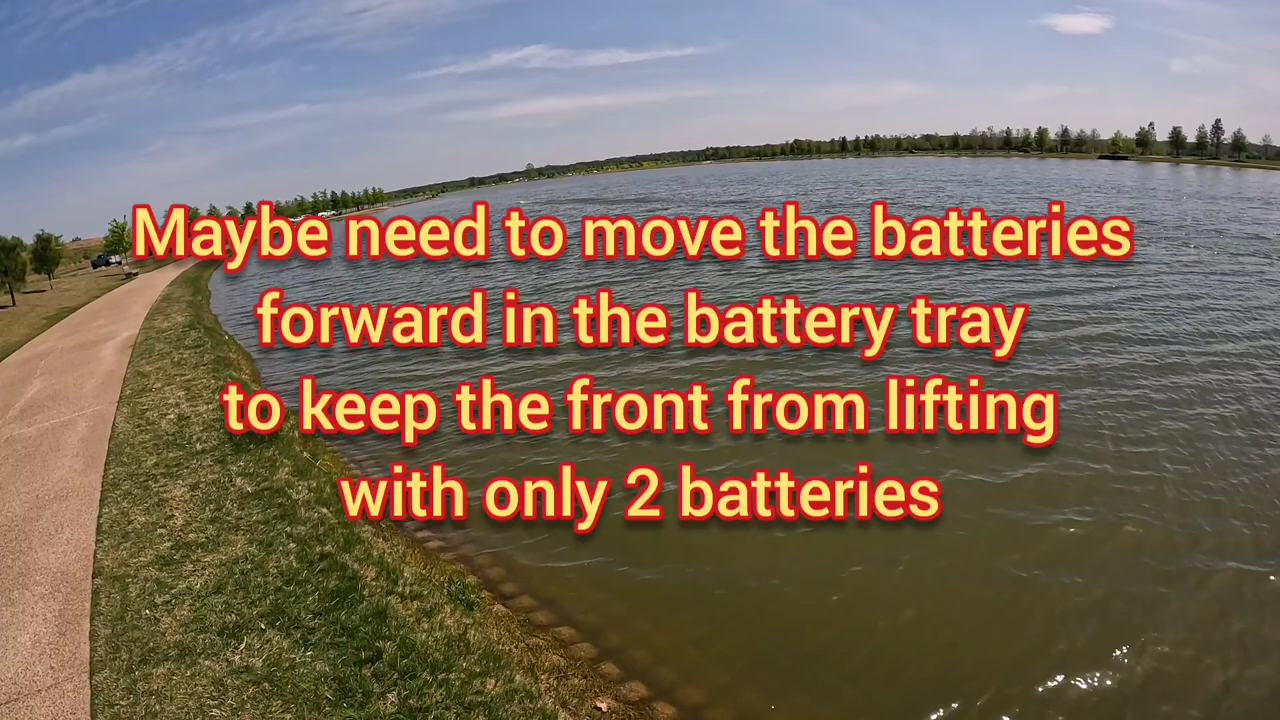 Maybe need to move the batteries
forward in the battery tray
to keep the front from lifting
with only 2 batteries